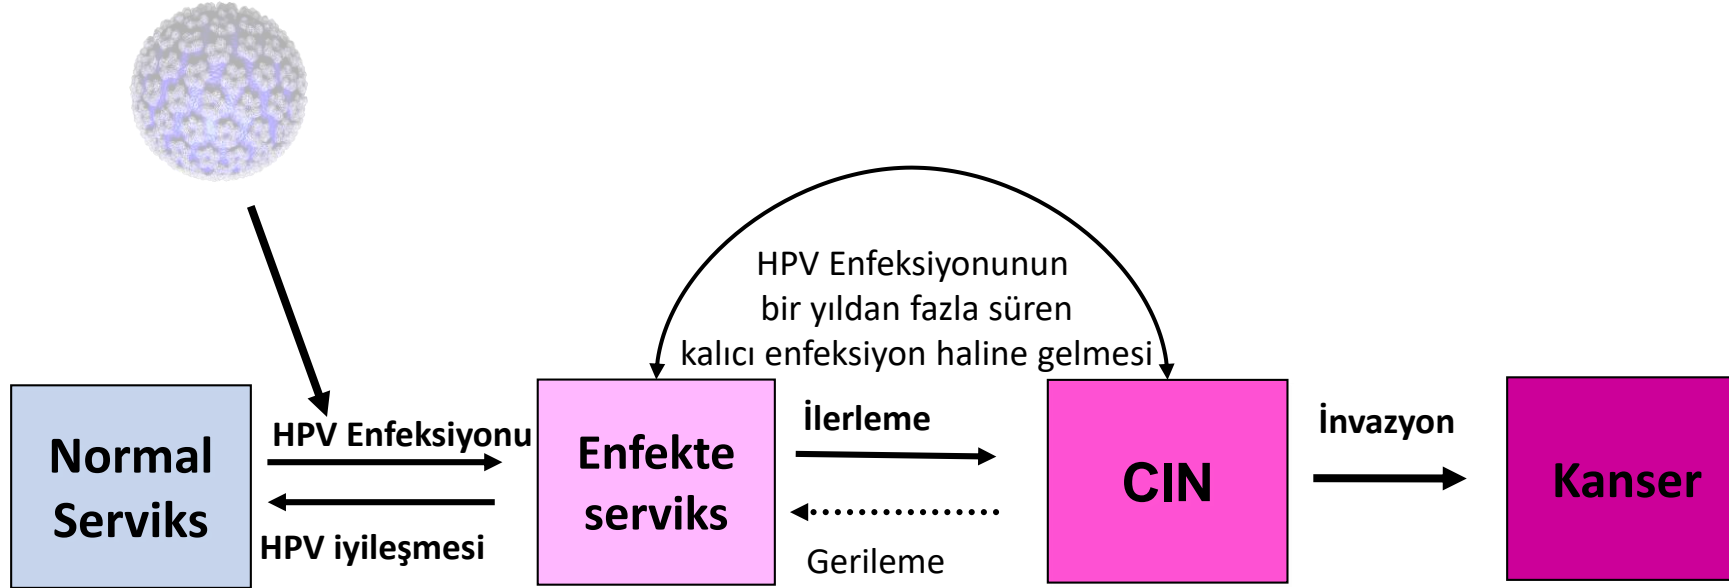 HPV Enfeksiyonunun
bir yıldan fazla süren
kalıcı enfeksiyon haline gelmesi
Normal
Serviks
HPV Enfeksiyonu
HPV iyileşmesi
Enfekte
serviks
İlerleme
Gerileme
CIN
İnvazyon
Kanser